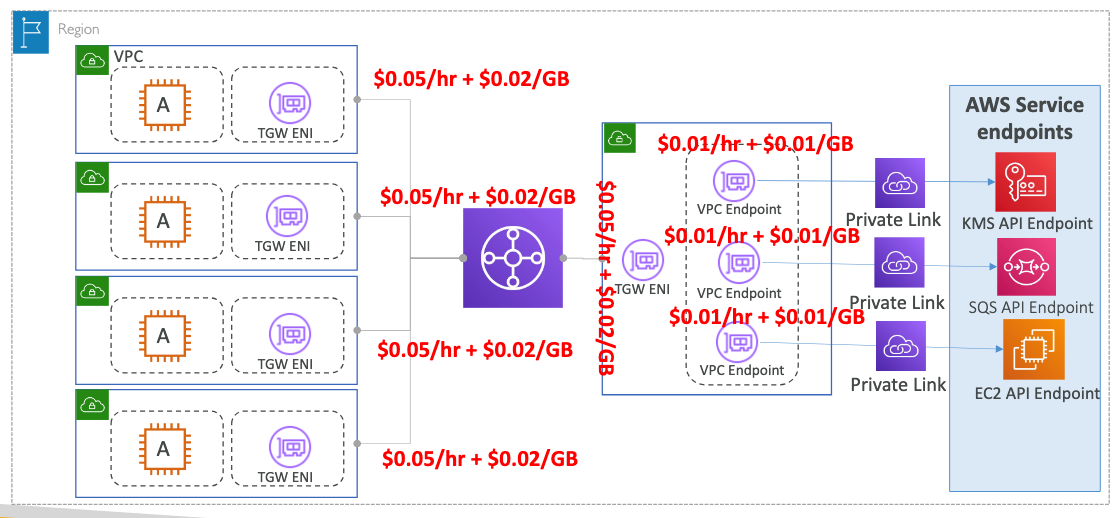 Region
VPC
A
TGW ENI
$0.05/hr + $0.02/GB
A
TGW ENI
$0.05/hr + $0.02/GB
A
TGW ENI
$0.05/hr + $0.02/GB
A
TGW ENI
$0.05/hr + $0.02/GB
$0.05/hr + $0.02/GB
TGW ENI
$0.01/hr + $0.01/GB
VPC Endpoint
$0.01/hr + $0.01/GB
VPC Endpoint
$0.01/hr + $0.01/GB
VPC Endpoint
Private Link
Private Link
Private Link
AWS Service
endpoints
KMS API Endpoint
SQS API Endpoint
EC2 API Endpoint